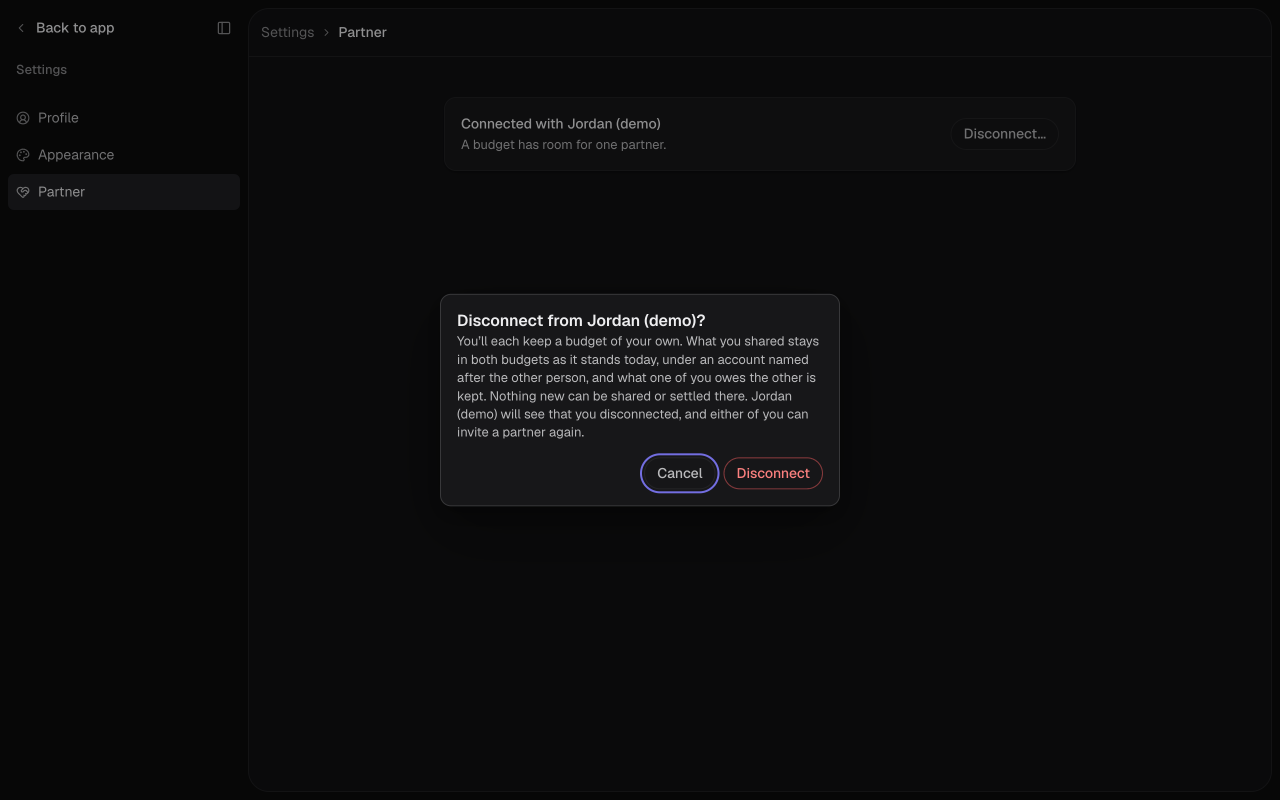 Back to app
Settings
Profile
Appearance
Partner
Settings > Partner
Connected with Jordan (demo)
A budget has room for one partner.
Disconnect…
Disconnect from Jordan (demo)?
You'll each keep a budget of your own. What you shared stays
in both budgets as it stands today, under an account named
after the other person, and what one of you owes the other is
kept. Nothing new can be shared or settled there. Jordan
(demo) will see that you disconnected, and either of you can
invite a partner again.
Cancel
Disconnect